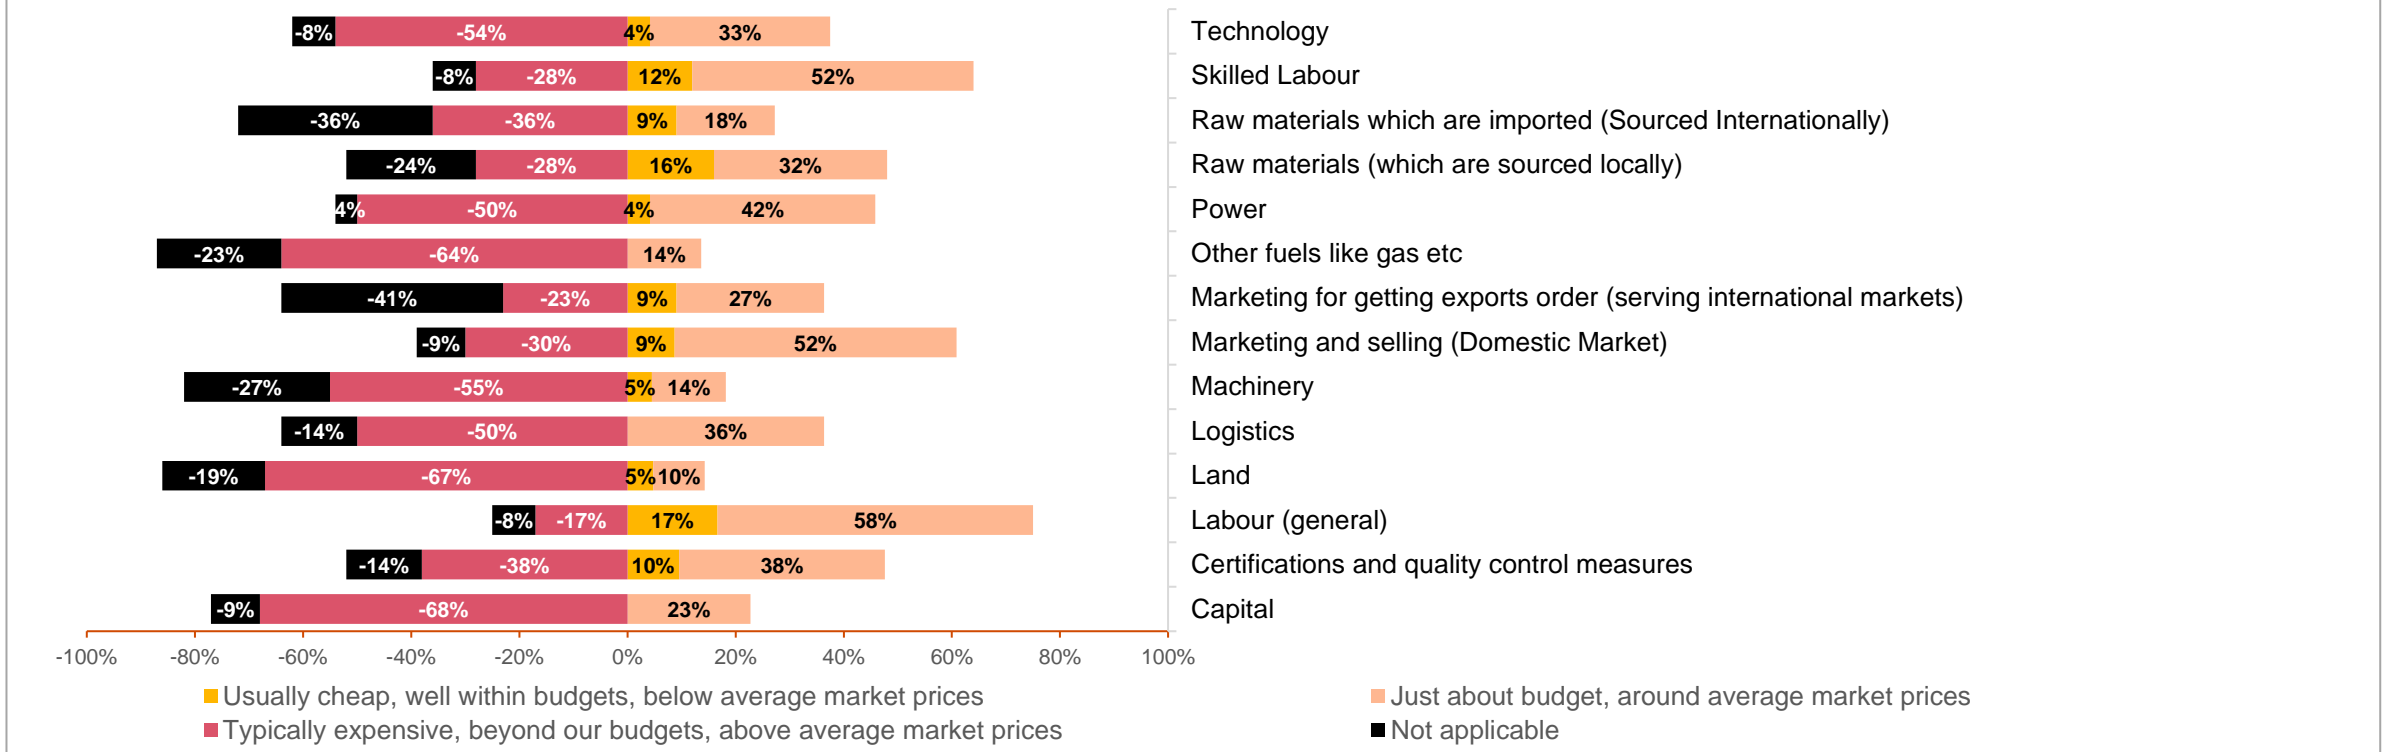 -8% -54% 4% 33% Technology
-8% -28% 12% 52% Skilled Labour
-36% -36% 9% 18% Raw materials which are imported (Sourced Internationally)
-24% -28% 16% 32% Raw materials (which are sourced locally)
4% -50% 4% 42% Power
-23% -64% 14% Other fuels like gas etc
-41% -23% 9% 27% Marketing for getting exports order (serving international markets)
-9% -30% 9% 52% Marketing and selling (Domestic Market)
-27% -55% 5% 14% Machinery
-14% -50% 36% Logistics
-19% -67% 5% 10% Land
-8% -17% 17% 58% Labour (general)
-14% -38% 10% 38% Certifications and quality control measures
-9% -68% 23% Capital
-100% -80% -60% -40% -20% 0% 20% 40% 60% 80% 100%
Usually cheap, well within budgets, below average market prices Just about budget, around average market prices
Typically expensive, beyond our budgets, above average market prices Not applicable